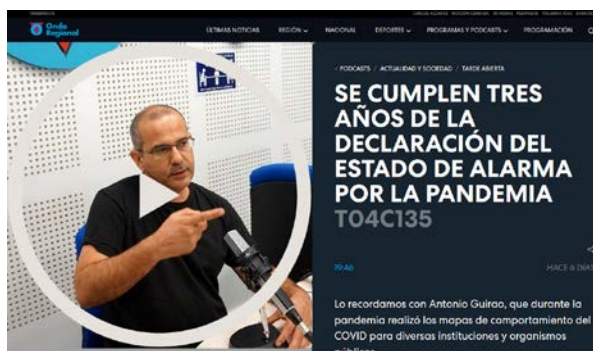 Onda
Regional
ÚLTIMAS NOTICIAS REGIÓN NACIONAL DEPORTES PROGRAMAS Y PODCASTS PROGRAMACIÓN
PODCASTS / ACTUALIDAD Y SOCIEDAD / TARDE ABIERTA
SE CUMPLEN TRES
AÑOS DE LA
DECLARACIÓN DEL
ESTADO DE ALARMA
POR LA PANDEMIA
T04C135
19:46 HACE 6 DÍAS
Lo recordamos con Antonio Guirao, que durante la
pandemia realizó los mapas de comportamiento del
COVID para diversas instituciones y organismos